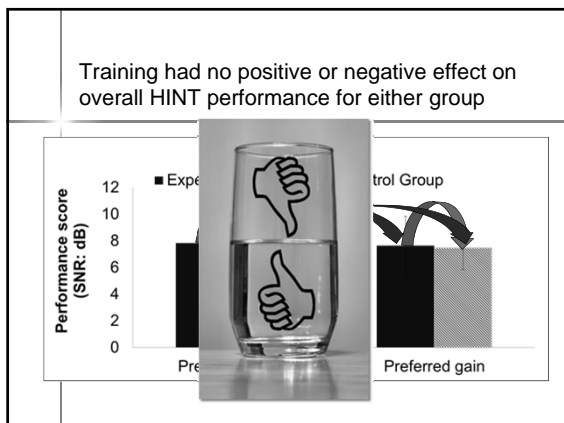 Training had no positive or negative effect on
overall HINT performance for either group
Expe
trol Group
Performance score
(SNR: dB)
12
10
8
6
4
2
0
Pre
Preferred gain